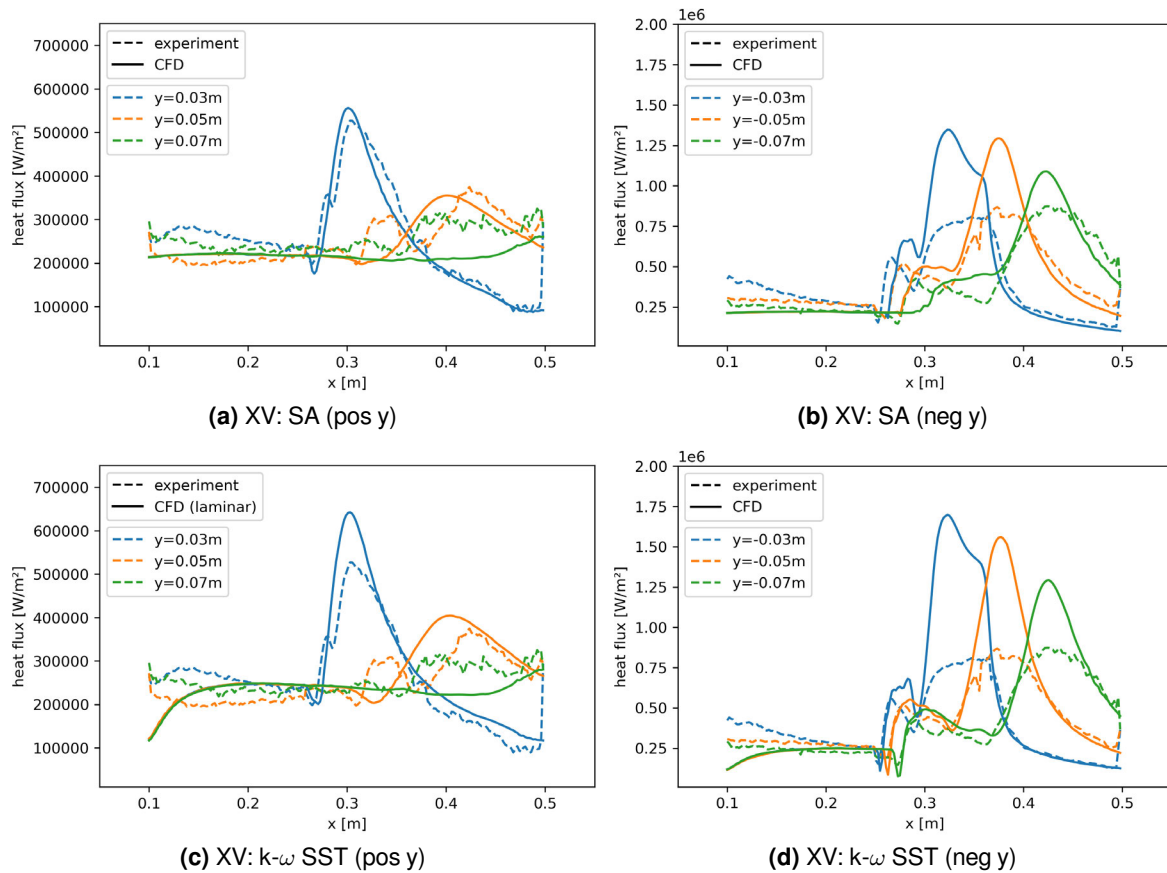 700000
600000
500000
400000
300000
200000
100000
heat flux [W/m²]
experiment
CFD
y=0.03m
y=0.05m
y=0.07m
0.1 0.2 0.3 0.4 0.5
x [m]
(a) XV: SA (pos y)
1e6
2.00
1.75
1.50
1.25
1.00
0.75
0.50
0.25
heat flux [W/m²]
experiment
CFD
y=-0.03m
y=-0.05m
y=-0.07m
0.1 0.2 0.3 0.4 0.5
x [m]
(b) XV: SA (neg y)
700000
600000
500000
400000
300000
200000
100000
heat flux [W/m²]
experiment
CFD (laminar)
y=0.03m
y=0.05m
y=0.07m
0.1 0.2 0.3 0.4 0.5
x [m]
(c) XV: k-ω SST (pos y)
1e6
2.00
1.75
1.50
1.25
1.00
0.75
0.50
0.25
heat flux [W/m²]
experiment
CFD
y=-0.03m
y=-0.05m
y=-0.07m
0.1 0.2 0.3 0.4 0.5
x [m]
(d) XV: k-ω SST (neg y)